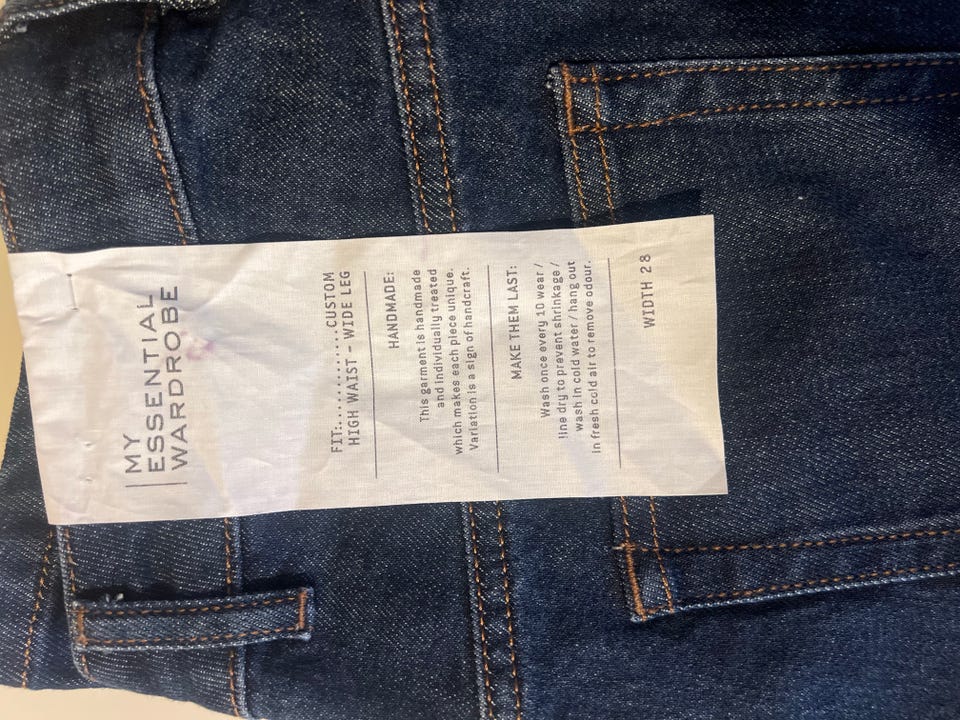 MY
ESSENTIAL
WARDROBE
FIT:............CUSTOM
HIGH WAIST - WIDE LEG
HANDMADE:
This garment is handmade
and individually treated
which makes each piece unique.
Variation is a sign of handcraft.
MAKE THEM LAST:
Wash once every 10 wear /
line dry to prevent shrinkage /
wash in cold water / hang out
in fresh cold air to remove odour.
WIDTH 28